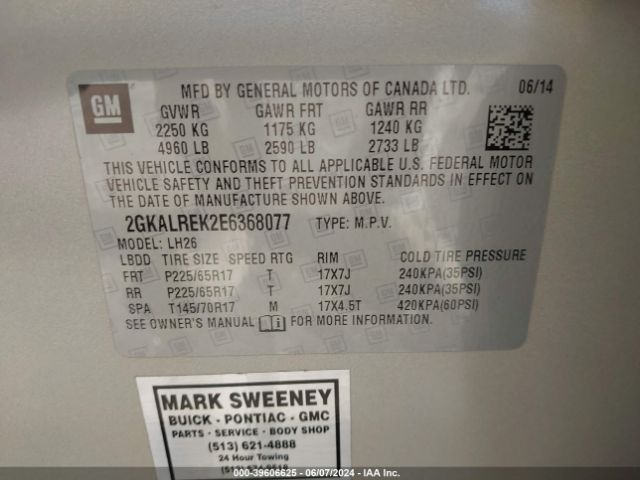 GM
MFD BY GENERAL MOTORS OF CANADA LTD. 06/14
GVWR GAWR FRT GAWR RR
2250 KG 1175 KG 1240 KG
4960 LB 2590 LB 2733 LB
THIS VEHICLE CONFORMS TO ALL APPLICABLE U.S. FEDERAL MOTOR
VEHICLE SAFETY AND THEFT PREVENTION STANDARDS IN EFFECT ON
THE DATE OF MANUFACTURE SHOWN ABOVE.
2GKALREK2E6368077 TYPE: M.P.V.
MODEL: LH26
LBDD TIRE SIZE SPEED RTG RIM COLD TIRE PRESSURE
FRT P225/65R17 T 17X7J 240KPA(35PSI)
RR P225/65R17 T 17X7J 240KPA(35PSI)
SPA T145/70R17 M 17X4.5T 420KPA(60PSI)
SEE OWNER'S MANUAL FOR MORE INFORMATION.
MARK SWEENEY
BUICK - PONTIAC - GMC
PARTS - SERVICE - BODY SHOP
(513) 621-4888
24 Hour Towing
000-39606625 - 06/07/2024 - IAA Inc.